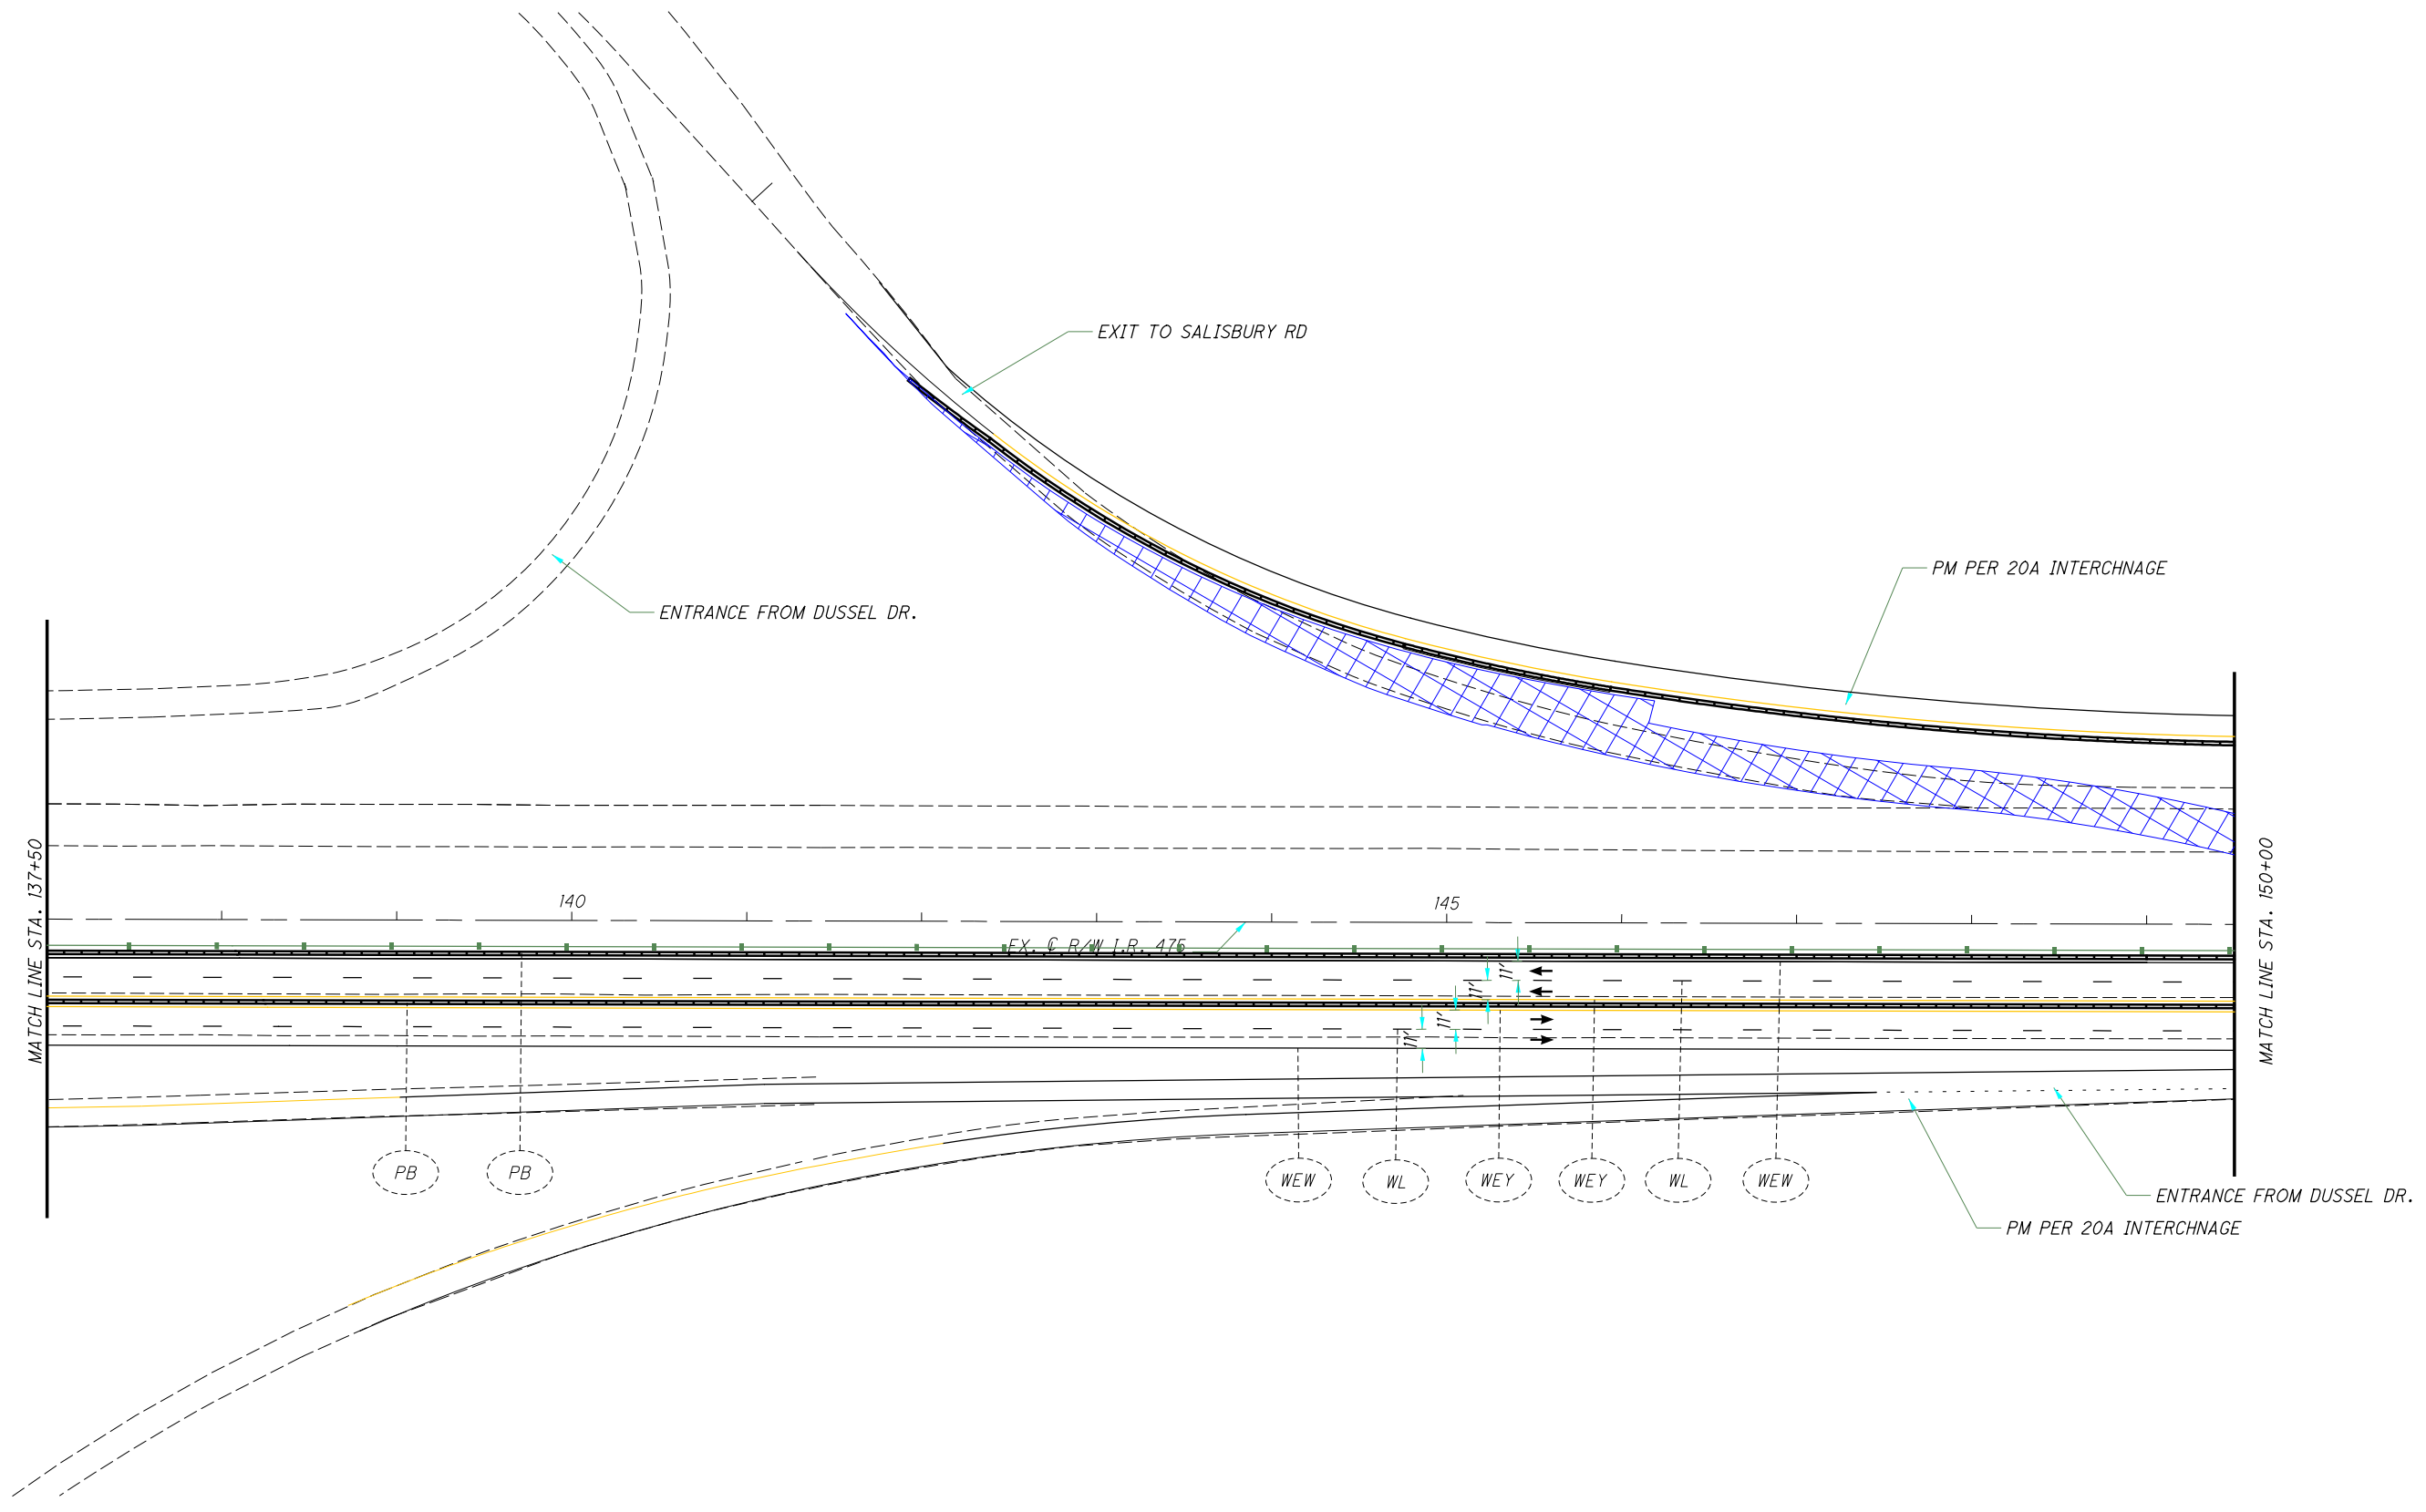 EXIT TO SALISBURY RD
PM PER 20A INTERCHNAGE
ENTRANCE FROM DUSSEL DR.
MATCH LINE STA. 137+50
MATCH LINE STA. 150+00
140
145
EX. ℄ R/W I.R. 475
11'
11'
11'
11'
PB
PB
WEW
WL
WEY
WEY
WL
WEW
ENTRANCE FROM DUSSEL DR.
PM PER 20A INTERCHNAGE